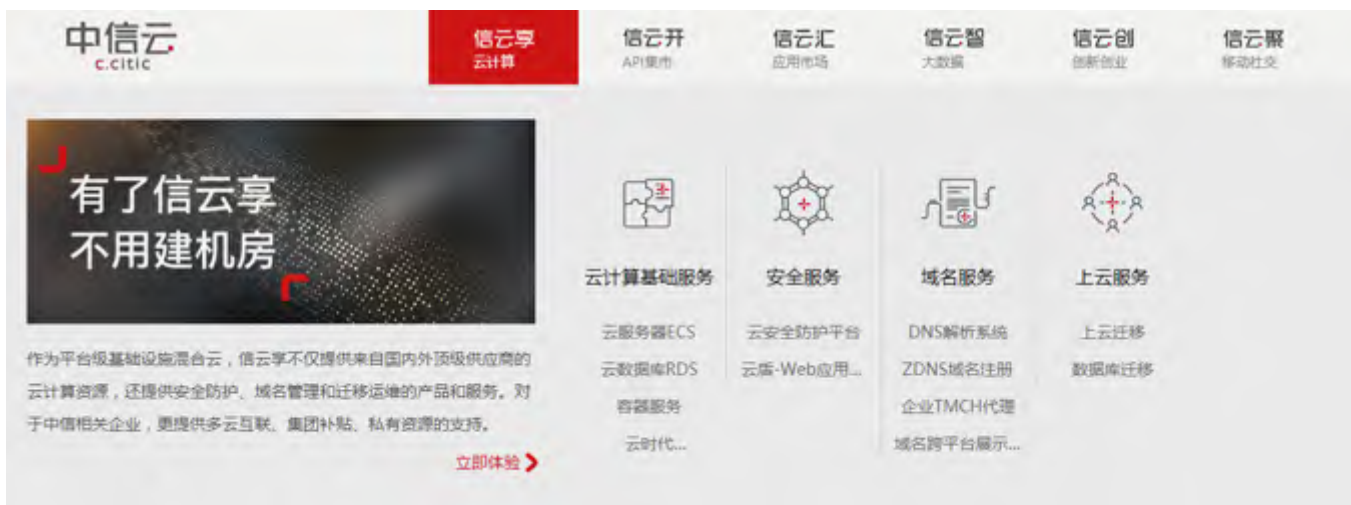 中信云
c.citic
信云享
云计算
信云开
API集市
信云汇
应用市场
信云智
大数据
信云创
创新创业
信云聚
移动社交
有了信云享
不用建机房
作为平台级基础设施混合云，信云享不仅提供来自国内外顶级供应商的
云计算资源，还提供安全防护、域名管理和迁移运维的产品和服务。对
于中信相关企业，更提供多云互联、集团补贴、私有资源的支持。
立即体验
云计算基础服务
云服务器ECS
云数据库RDS
容器服务
云时代...
安全服务
云安全防护平台
云盾-Web应用...
域名服务
DNS解析系统
ZDNS域名注册
企业TMCH代理
域名跨平台展示...
上云服务
上云迁移
数据库迁移